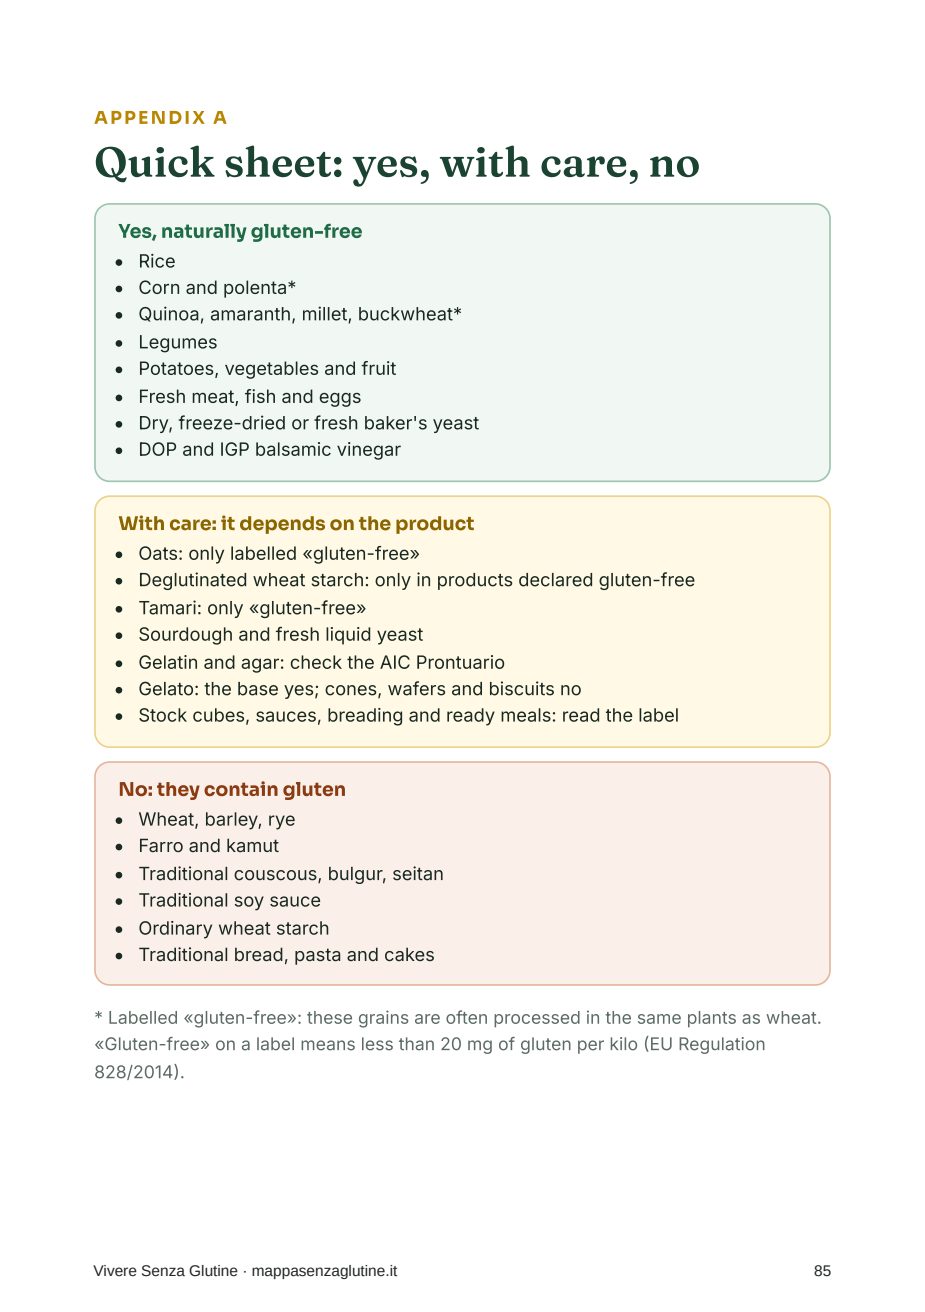 APPENDIX A
Quick sheet: yes, with care, no
Yes, naturally gluten-free
• Rice
• Corn and polenta*
• Quinoa, amaranth, millet, buckwheat*
• Legumes
• Potatoes, vegetables and fruit
• Fresh meat, fish and eggs
• Dry, freeze-dried or fresh baker's yeast
• DOP and IGP balsamic vinegar
With care: it depends on the product
• Oats: only labelled «gluten-free»
• Deglutinated wheat starch: only in products declared gluten-free
• Tamari: only «gluten-free»
• Sourdough and fresh liquid yeast
• Gelatin and agar: check the AIC Prontuario
• Gelato: the base yes; cones, wafers and biscuits no
• Stock cubes, sauces, breading and ready meals: read the label
No: they contain gluten
• Wheat, barley, rye
• Farro and kamut
• Traditional couscous, bulgur, seitan
• Traditional soy sauce
• Ordinary wheat starch
• Traditional bread, pasta and cakes
* Labelled «gluten-free»: these grains are often processed in the same plants as wheat.
«Gluten-free» on a label means less than 20 mg of gluten per kilo (EU Regulation
828/2014).
Vivere Senza Glutine · mappasenzaglutine.it 85